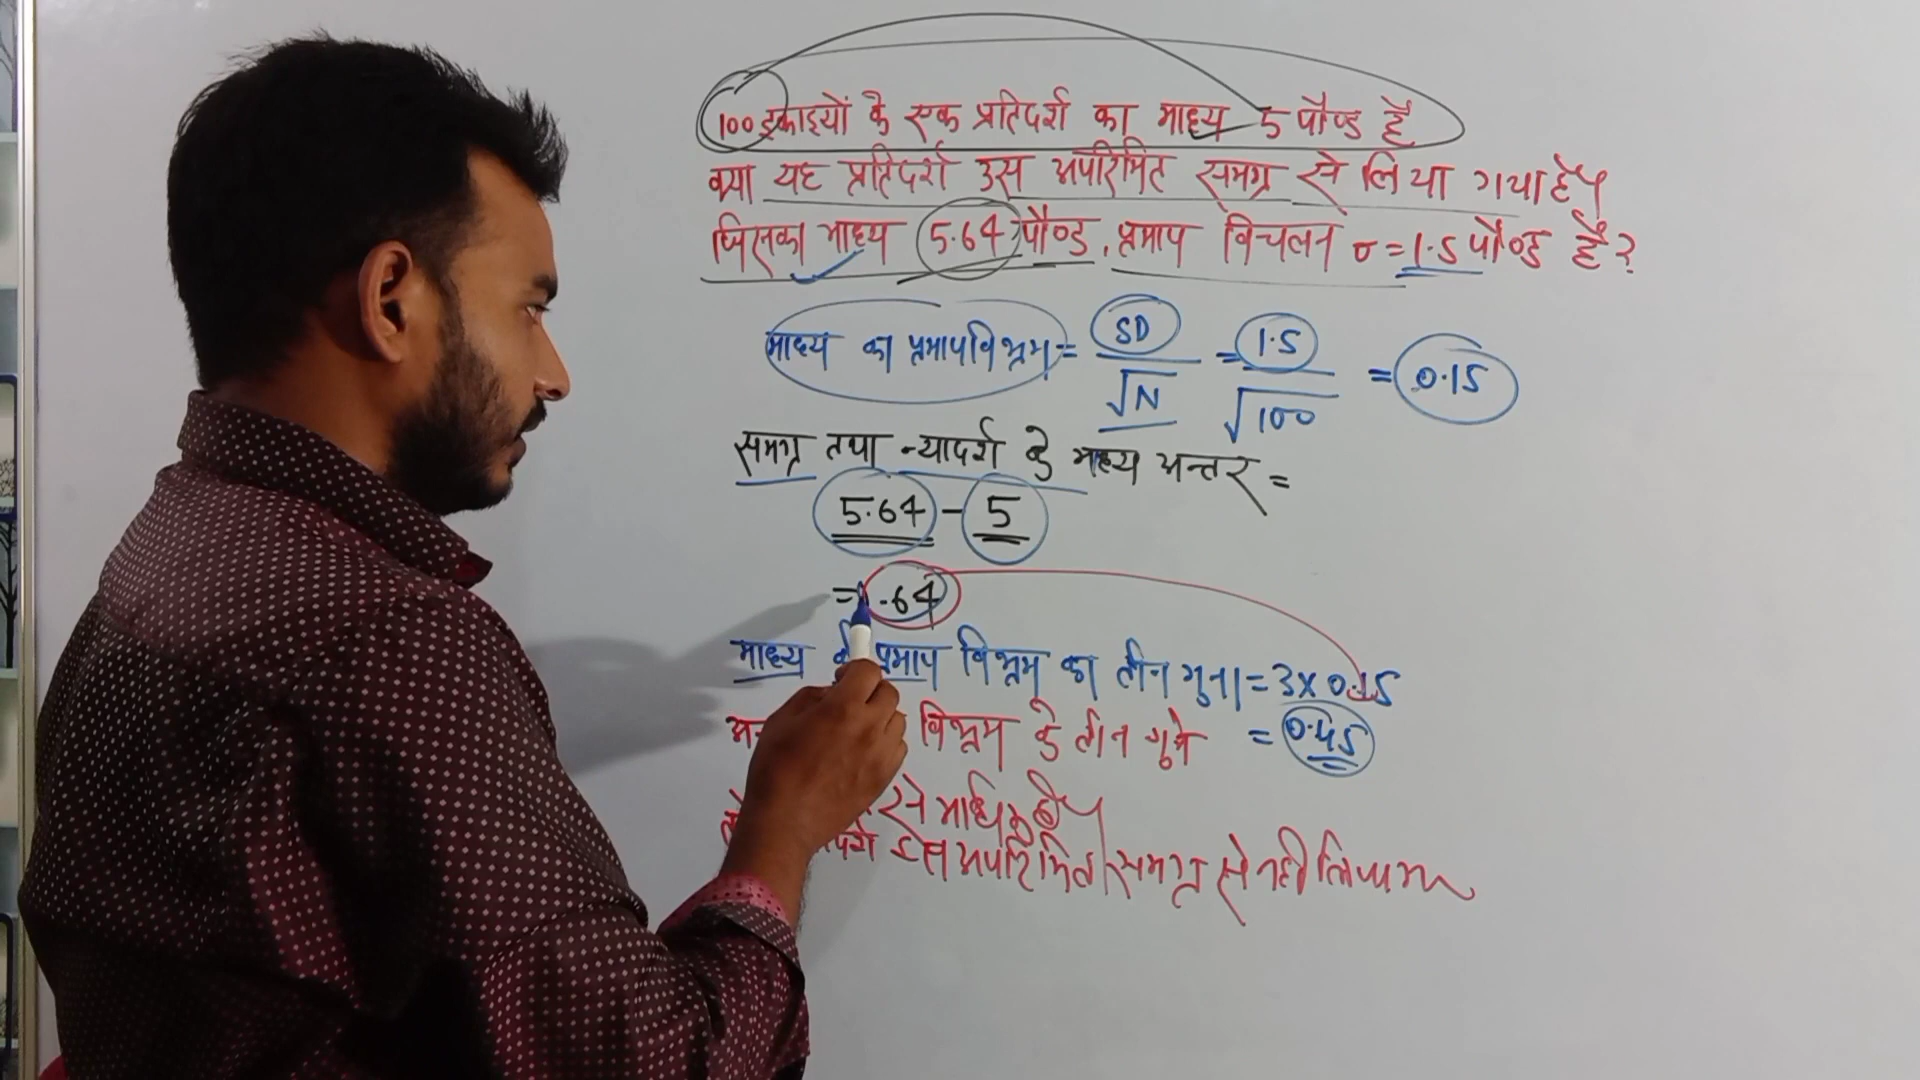 100 इकाइयों के एक प्रतिदर्श का माध्य 5 पौण्ड है
क्या यह प्रतिदर्श उस अपरिमित समग्र से लिया गया है
जिसका माध्य 5.64 पौण्ड, प्रमाप विचलन σ = 1.5 पौण्ड है ?
माध्य का प्रमाप विभ्रम = SD / √N = 1.5 / √100 = 0.15
समग्र तथा न्यादर्श के मध्य अन्तर =
5.64 - 5
= .64
माध्य के प्रमाप विभ्रम का तीन गुना = 3 x 0.15
विभ्रम के तीन गुने = 0.45
से अधिक है
इस अपरिमित समग्र से नहीं लिया